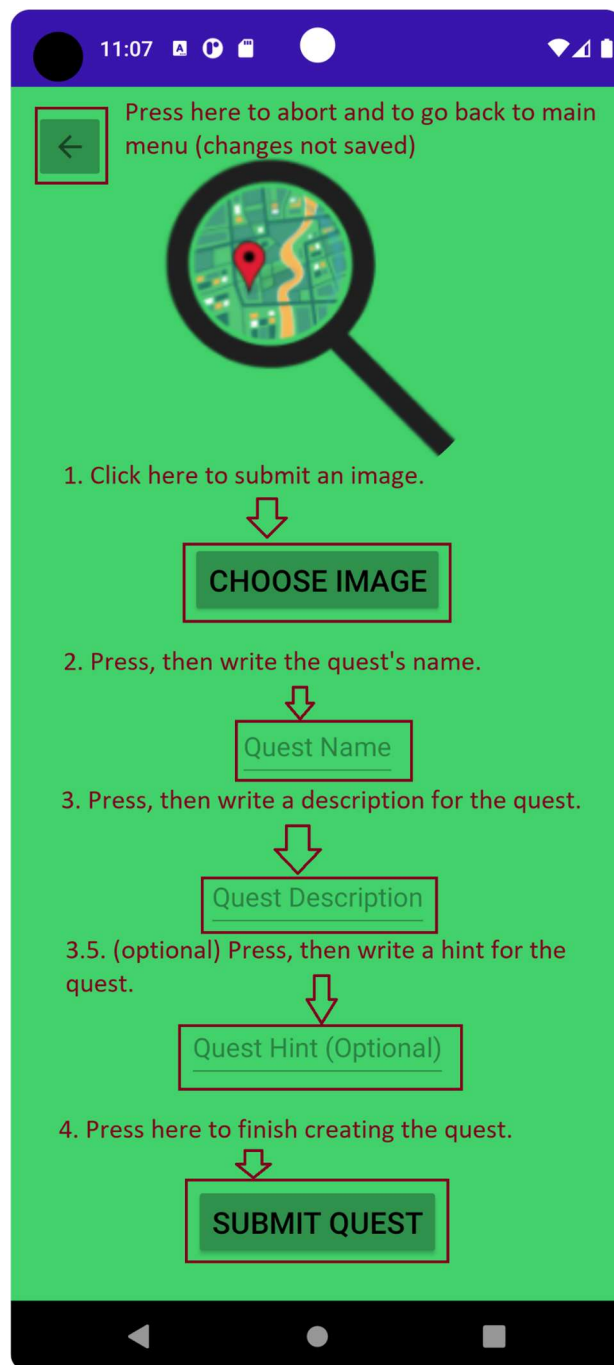 11:07
Press here to abort and to go back to main
menu (changes not saved)
1. Click here to submit an image.
CHOOSE IMAGE
2. Press, then write the quest's name.
Quest Name
3. Press, then write a description for the quest.
Quest Description
3.5. (optional) Press, then write a hint for the
quest.
Quest Hint (Optional)
4. Press here to finish creating the quest.
SUBMIT QUEST